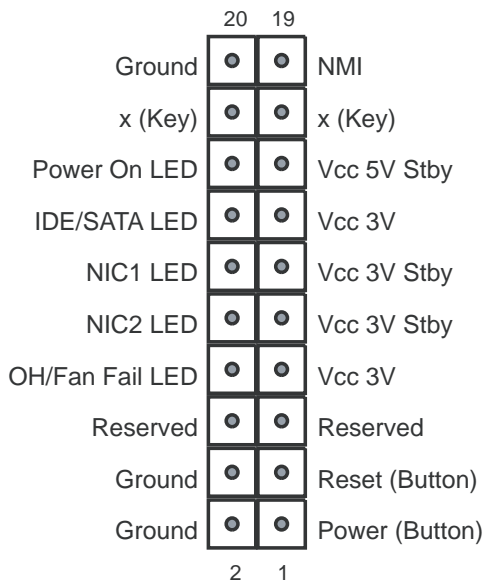 20 19
Ground NMI
x (Key) x (Key)
Power On LED Vcc 5V Stby
IDE/SATA LED Vcc 3V
NIC1 LED Vcc 3V Stby
NIC2 LED Vcc 3V Stby
OH/Fan Fail LED Vcc 3V
Reserved Reserved
Ground Reset (Button)
Ground Power (Button)
2 1